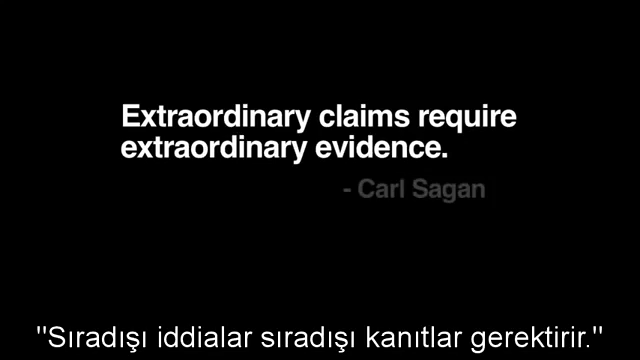 Extraordinary claims require
extraordinary evidence.
- Carl Sagan
"Sıradışı iddialar sıradışı kanıtlar gerektirir."